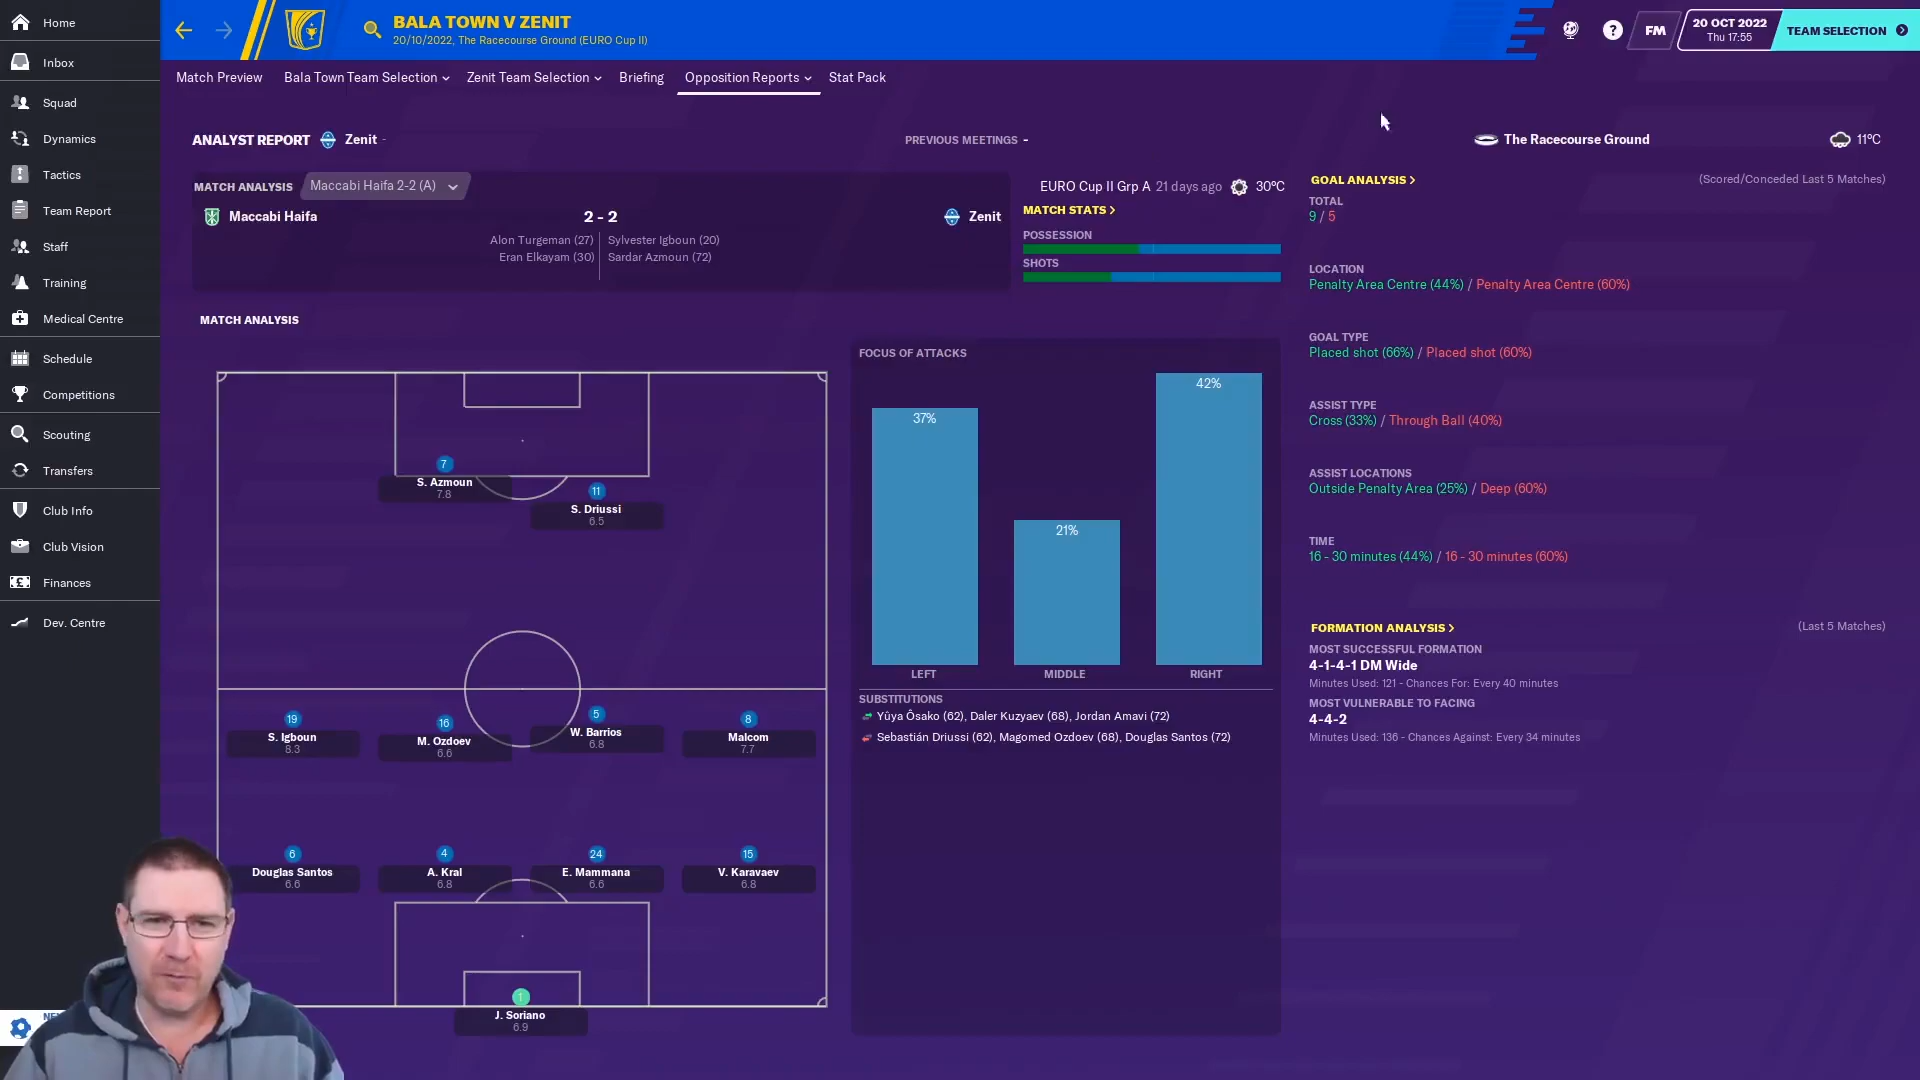 Home
Inbox
Squad
Dynamics
Tactics
Team Report
Staff
Training
Medical Centre
Schedule
Competitions
Scouting
Transfers
Club Info
Club Vision
Finances
Dev. Centre
BALA TOWN V ZENIT
20/10/2022, The Racecourse Ground (EURO Cup II)
?
FM
20 OCT 2022
Thu 17:55
TEAM SELECTION
Match Preview
Bala Town Team Selection
Zenit Team Selection
Briefing
Opposition Reports
Stat Pack
ANALYST REPORT Zenit -
PREVIOUS MEETINGS -
The Racecourse Ground
11°C
MATCH ANALYSIS Maccabi Haifa 2-2 (A)
EURO Cup II Grp A 21 days ago 30°C
Maccabi Haifa 2 - 2 Zenit
Alon Turgeman (27) Sylvester Igboun (20)
Eran Elkayam (30) Sardar Azmoun (72)
MATCH STATS >
POSSESSION
SHOTS
MATCH ANALYSIS
7
S. Azmoun
7.8
11
S. Driussi
6.5
19
S. Igboun
8.3
16
M. Ozdoev
6.6
5
W. Barrios
6.8
8
Malcom
7.7
6
Douglas Santos
6.6
4
A. Kral
6.8
24
E. Mammana
6.6
15
V. Karavaev
6.8
1
J. Soriano
6.9
FOCUS OF ATTACKS
37%
21%
42%
LEFT
MIDDLE
RIGHT
SUBSTITUTIONS
Yûya Ôsako (62), Daler Kuzyaev (68), Jordan Amavi (72)
Sebastián Driussi (62), Magomed Ozdoev (68), Douglas Santos (72)
GOAL ANALYSIS >
(Scored/Conceded Last 5 Matches)
TOTAL
9 / 5
LOCATION
Penalty Area Centre (44%) / Penalty Area Centre (60%)
GOAL TYPE
Placed shot (66%) / Placed shot (60%)
ASSIST TYPE
Cross (33%) / Through Ball (40%)
ASSIST LOCATIONS
Outside Penalty Area (25%) / Deep (60%)
TIME
16 - 30 minutes (44%) / 16 - 30 minutes (60%)
FORMATION ANALYSIS >
(Last 5 Matches)
MOST SUCCESSFUL FORMATION
4-1-4-1 DM Wide
Minutes Used: 121 - Chances For: Every 40 minutes
MOST VULNERABLE TO FACING
4-4-2
Minutes Used: 136 - Chances Against: Every 34 minutes